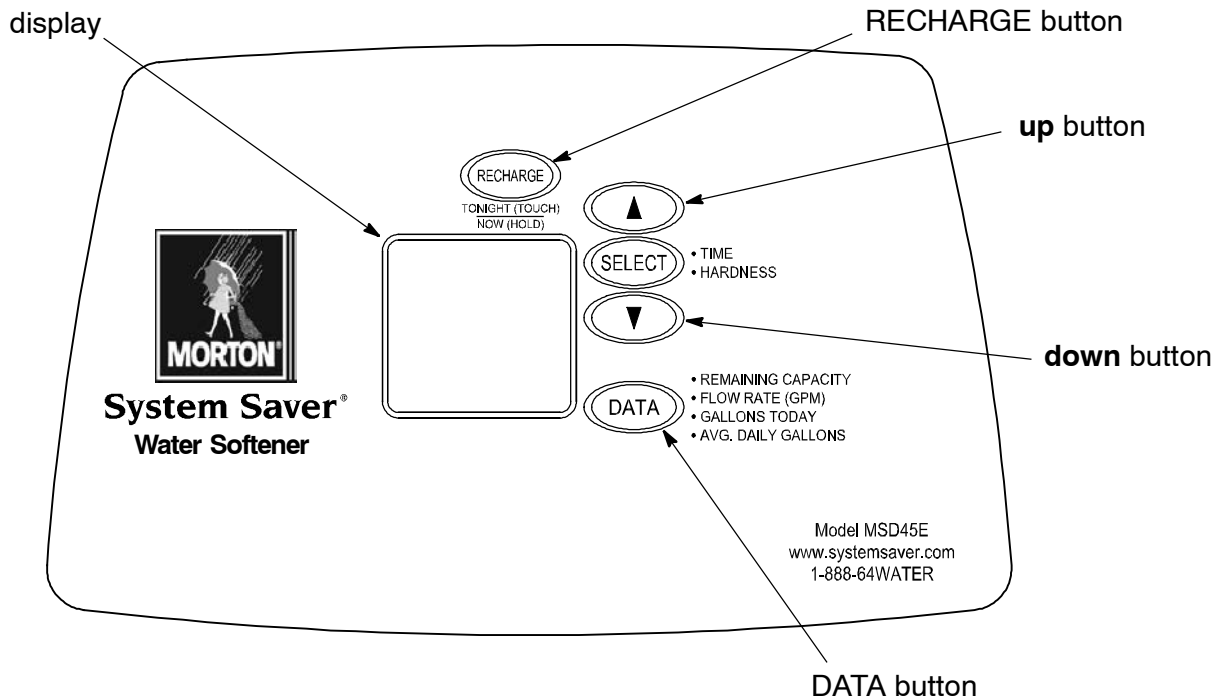 display
RECHARGE button
up button
RECHARGE
TONIGHT (TOUCH)
NOW (HOLD)
▲
SELECT
• TIME
• HARDNESS
▼
down button
MORTON®
System Saver®
Water Softener
DATA
• REMAINING CAPACITY
• FLOW RATE (GPM)
• GALLONS TODAY
• AVG. DAILY GALLONS
Model MSD45E
www.systemsaver.com
1-888-64WATER
DATA button